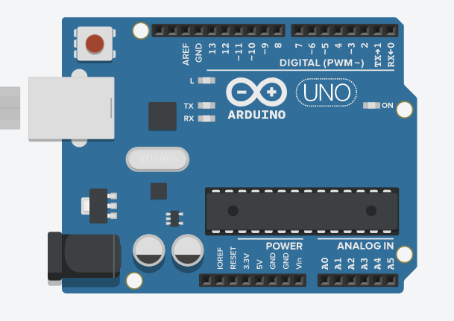 AREF
GND
13
12
~11
~10
~9
8
7
~6
~5
4
~3
2
TX→1
RX←0
DIGITAL (PWM~)
L
TX
RX
ARDUINO
UNO
ON
POWER
ANALOG IN
IOREF
RESET
3.3V
5V
GND
GND
Vin
A0
A1
A2
A3
A4
A5